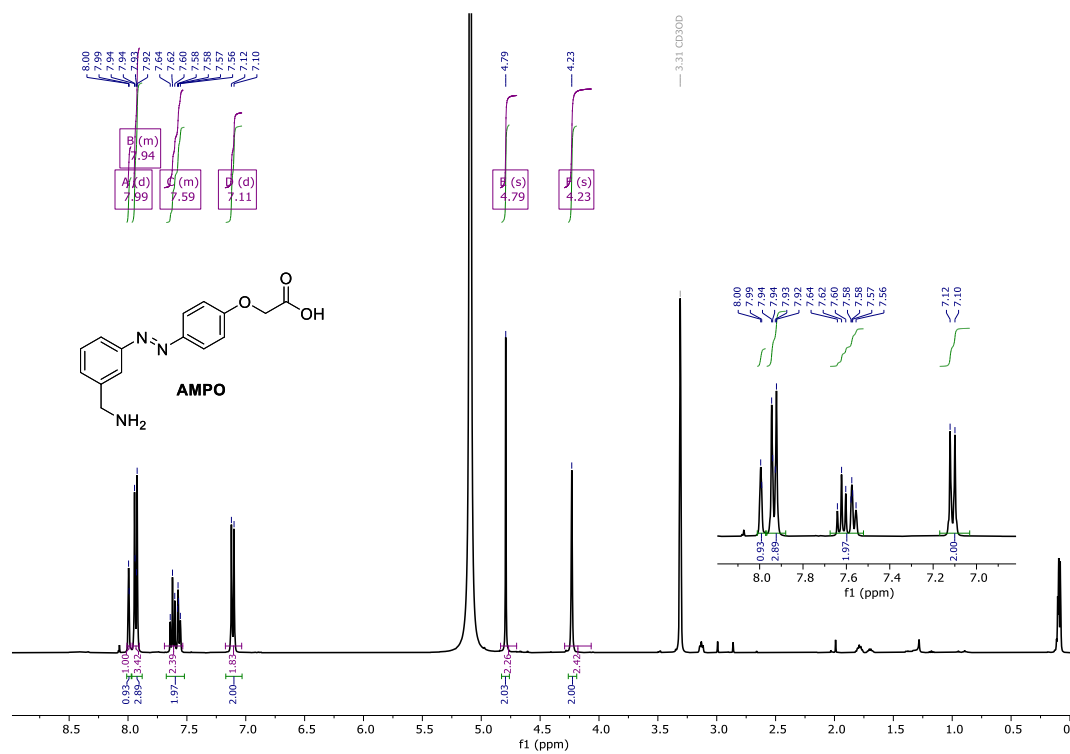 8.00 7.99 7.94 7.94 7.93 7.92 7.64 7.62 7.60 7.58 7.58 7.57 7.56 7.12 7.10
4.79
4.23
3.31 CD3OD
B (m)
7.94
A (d)
7.99
C (m)
7.59
D (d)
7.11
E (s)
4.79
F (s)
4.23
O
O
OH
N
N
NH2
AMPO
8.00 7.99 7.94 7.94 7.93 7.92 7.64 7.62 7.60 7.58 7.58 7.57 7.56 7.12 7.10
0.93 2.89 1.97 2.00
8.0 7.8 7.6 7.4 7.2 7.0
f1 (ppm)
1.00 3.42 2.39 1.83 2.26 2.42
0.93 2.89 1.97 2.00 2.03 2.00
8.5 8.0 7.5 7.0 6.5 6.0 5.5 5.0 4.5 4.0 3.5 3.0 2.5 2.0 1.5 1.0 0.5 0
f1 (ppm)